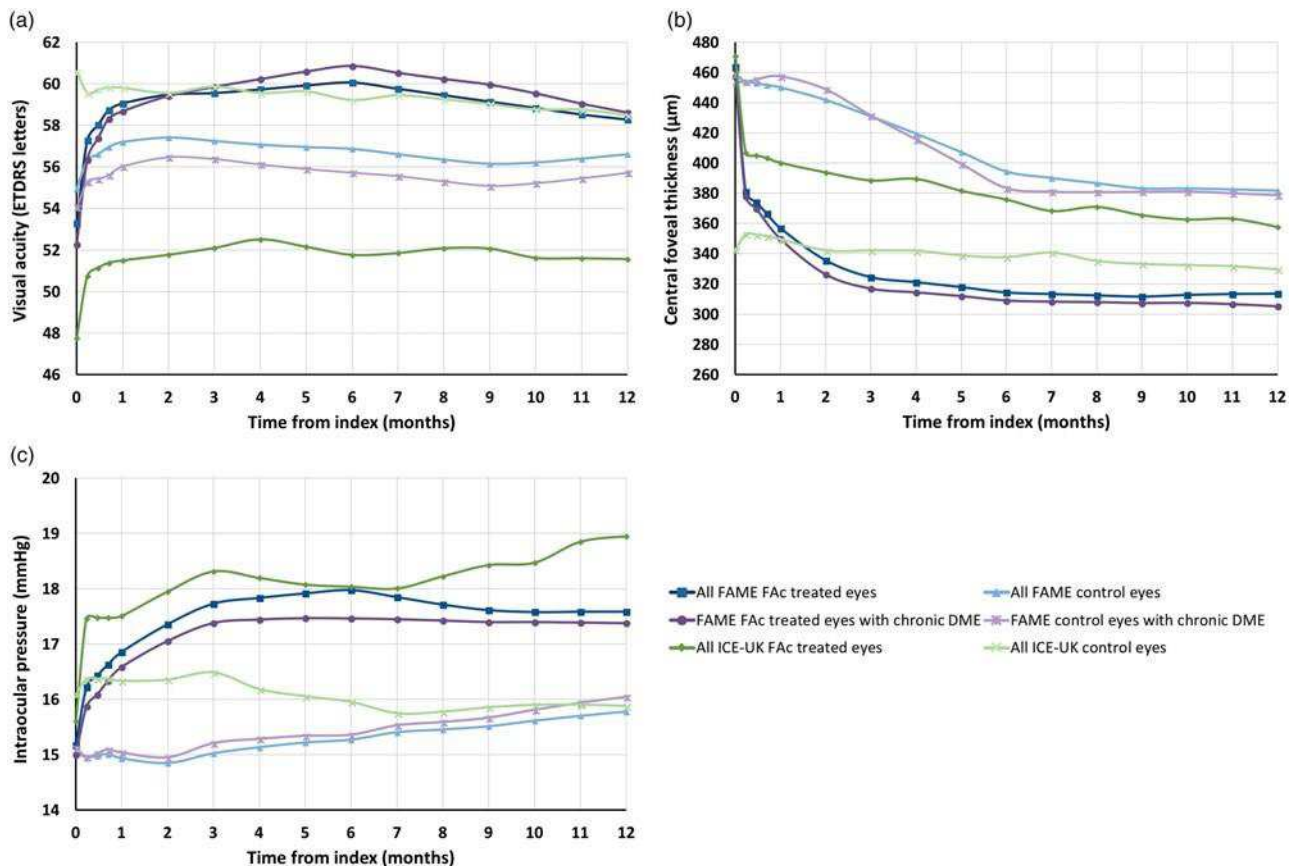 (a)
62
60
58
56
54
52
50
48
46
Visual acuity (ETDRS letters)
0 1 2 3 4 5 6 7 8 9 10 11 12
Time from index (months)
(b)
480
460
440
420
400
380
360
340
320
300
280
260
Central foveal thickness (µm)
0 1 2 3 4 5 6 7 8 9 10 11 12
Time from index (months)
(c)
20
19
18
17
16
15
14
Intraocular pressure (mmHg)
0 1 2 3 4 5 6 7 8 9 10 11 12
Time from index (months)
All FAME FAc treated eyes
All FAME control eyes
FAME FAc treated eyes with chronic DME
FAME control eyes with chronic DME
All ICE-UK FAc treated eyes
All ICE-UK control eyes